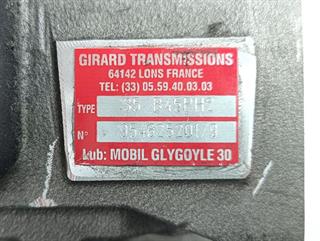 GIRARD TRANSMISSIONS
64142 LONS FRANCE
TEL: (33) 05.59.40.03.03
TYPE
N°
Lub: MOBIL GLYGOYLE 30